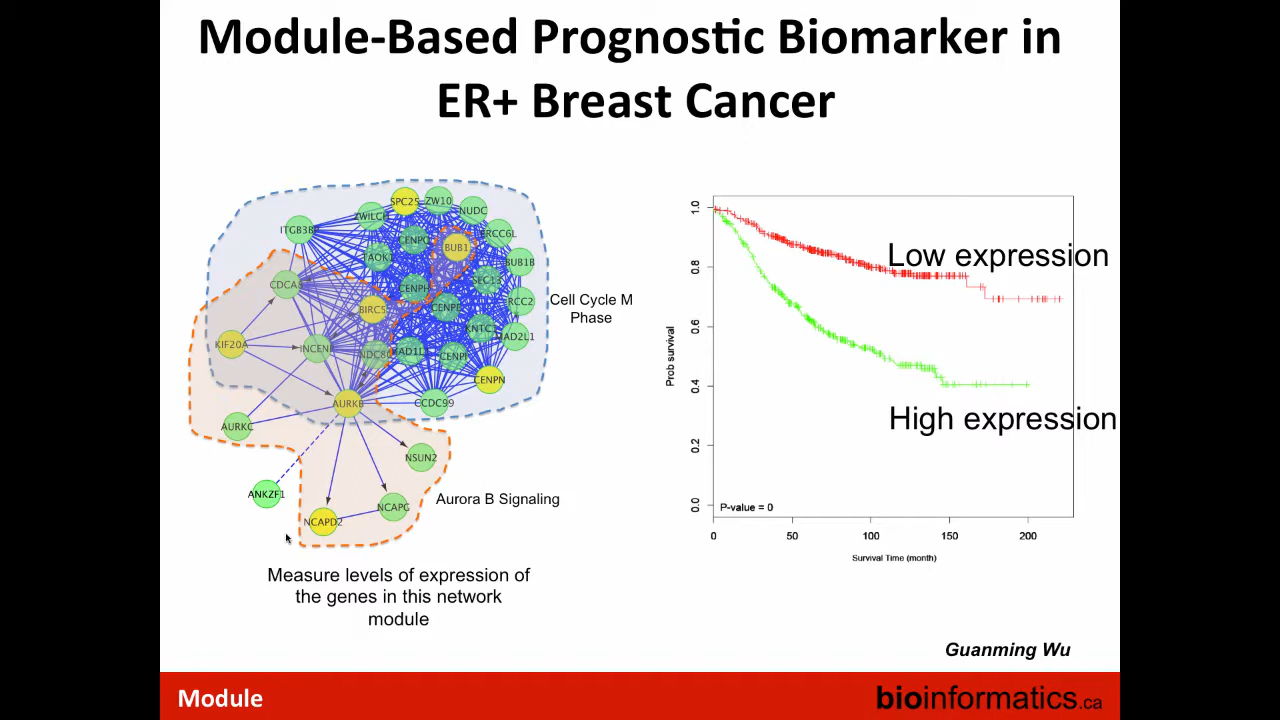 Module-Based Prognostic Biomarker in
ER+ Breast Cancer
SPC25
ZW10
NUDC
ZWILCH
ITGB3BP
CENPQ
ERCC6L
BUB1
TAOK1
BUB1B
SEC13
CDCA8
CENPH
RCC2
BIRC5
CENPE
KNTC1
MAD2L1
KIF20A
INCENP
NDC80
MAD1L1
CENPI
CENPN
AURKB
CCDC99
AURKC
NSUN2
ANKZF1
NCAPG
NCAPD2
Cell Cycle M
Phase
Aurora B Signaling
Measure levels of expression of
the genes in this network
module
1.0
0.8
0.6
0.4
0.2
0.0
Prob survival
Low expression
High expression
P-value = 0
0 50 100 150 200
Survival Time (month)
Guanming Wu
Module
bioinformatics.ca